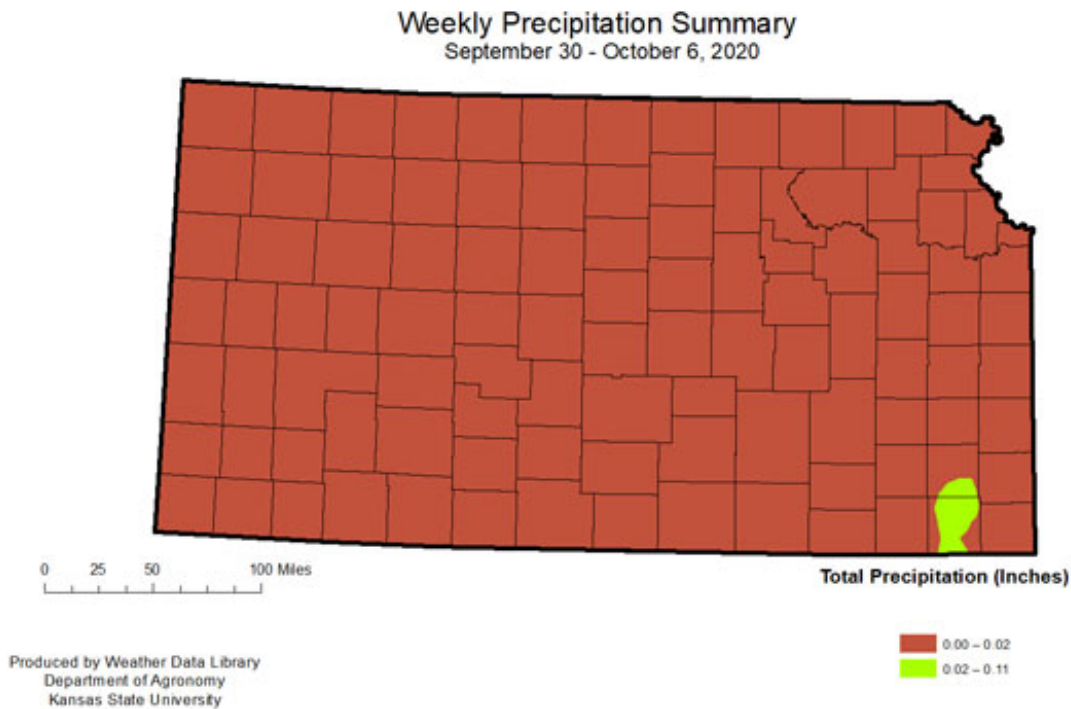 Weekly Precipitation Summary
September 30 - October 6, 2020
0 25 50 100 Miles
Total Precipitation (Inches)
0.00 – 0.02
0.02 – 0.11
Produced by Weather Data Library
Department of Agronomy
Kansas State University